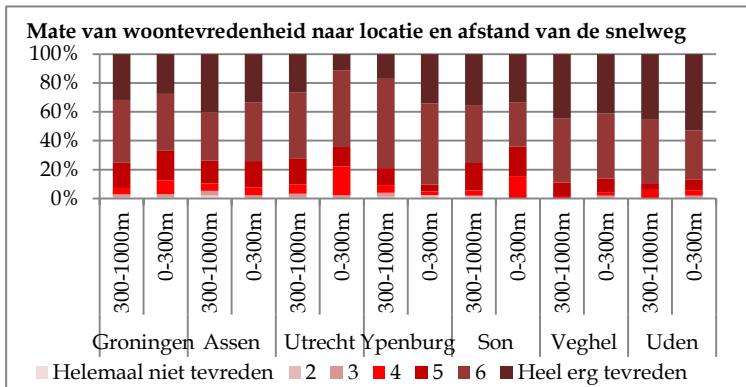 Mate van woontevredenheid naar locatie en afstand van de snelweg
100%
80%
60%
40%
20%
0%
300-1000m 0-300m 300-1000m 0-300m 300-1000m 0-300m 300-1000m 0-300m 300-1000m 0-300m 300-1000m 0-300m 300-1000m 0-300m
Groningen Assen Utrecht Ypenburg Son Veghel Uden
Helemaal niet tevreden 2 3 4 5 6 Heel erg tevreden